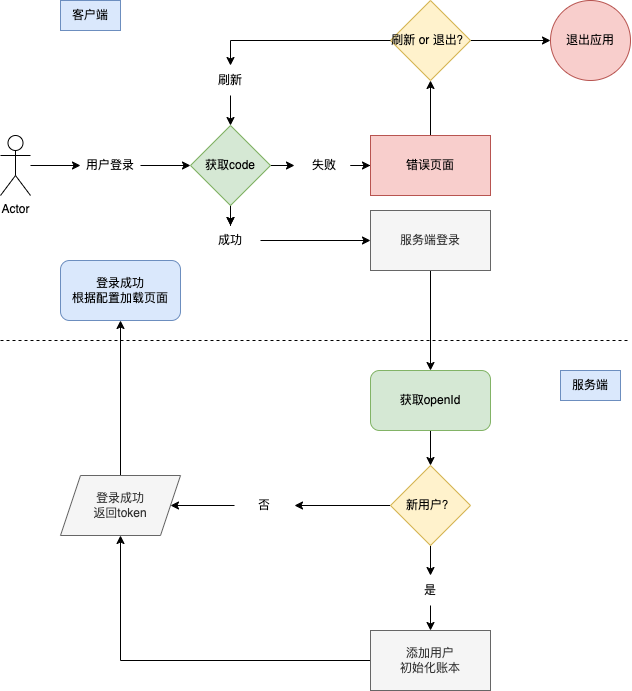 客户端
刷新 or 退出?
退出应用
刷新
用户登录
获取code
失败
错误页面
Actor
成功
服务端登录
登录成功
根据配置加载页面
获取openId
服务端
登录成功
返回token
否
新用户?
是
添加用户
初始化账本